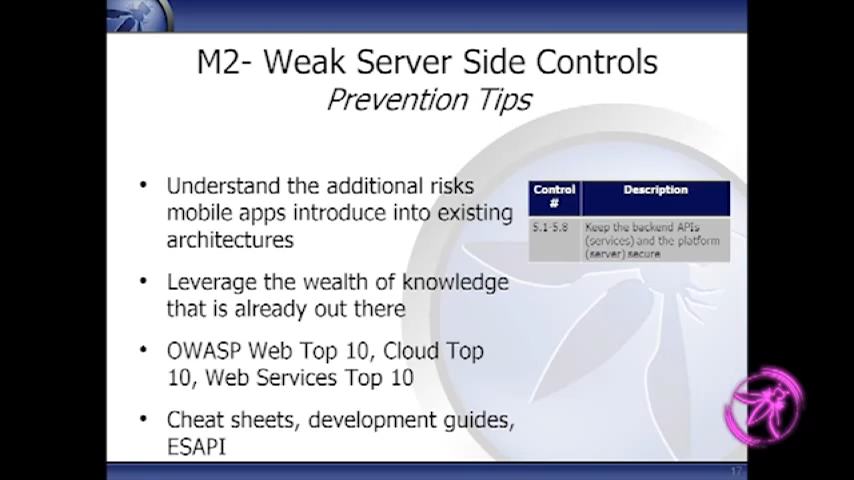 M2- Weak Server Side Controls
Prevention Tips
• Understand the additional risks
mobile apps introduce into existing
architectures
• Leverage the wealth of knowledge
that is already out there
• OWASP Web Top 10, Cloud Top
10, Web Services Top 10
• Cheat sheets, development guides,
ESAPI
Control
#
Description
5.1-5.8
Keep the backend APIs
(services) and the platform
(server) secure
17